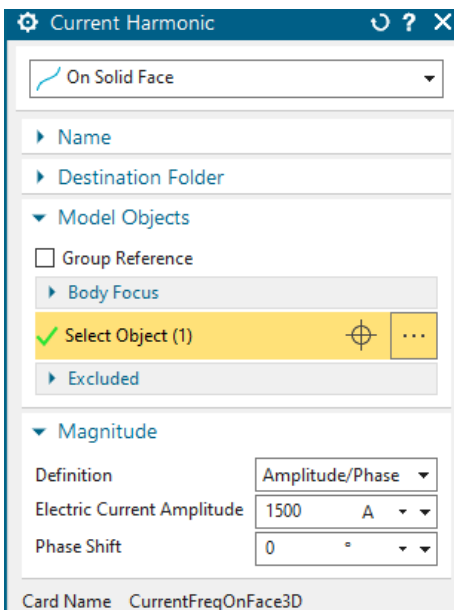 Current Harmonic ?
On Solid Face
Name
Destination Folder
Model Objects
Group Reference
Body Focus
Select Object (1)
Excluded
Magnitude
Definition Amplitude/Phase
Electric Current Amplitude 1500 A
Phase Shift 0 °
Card Name CurrentFreqOnFace3D